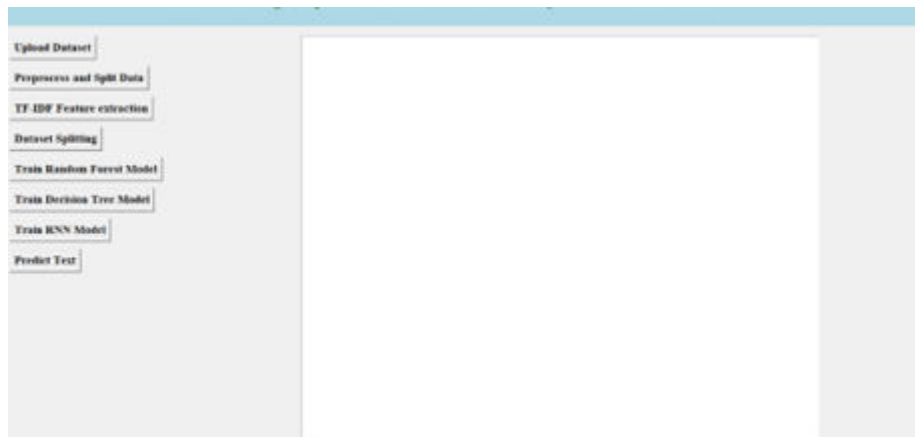 Upload Dataset
Preprocess and Split Data
TF-IDF Feature extraction
Dataset Splitting
Train Random Forest Model
Train Decision Tree Model
Train RNN Model
Predict Text